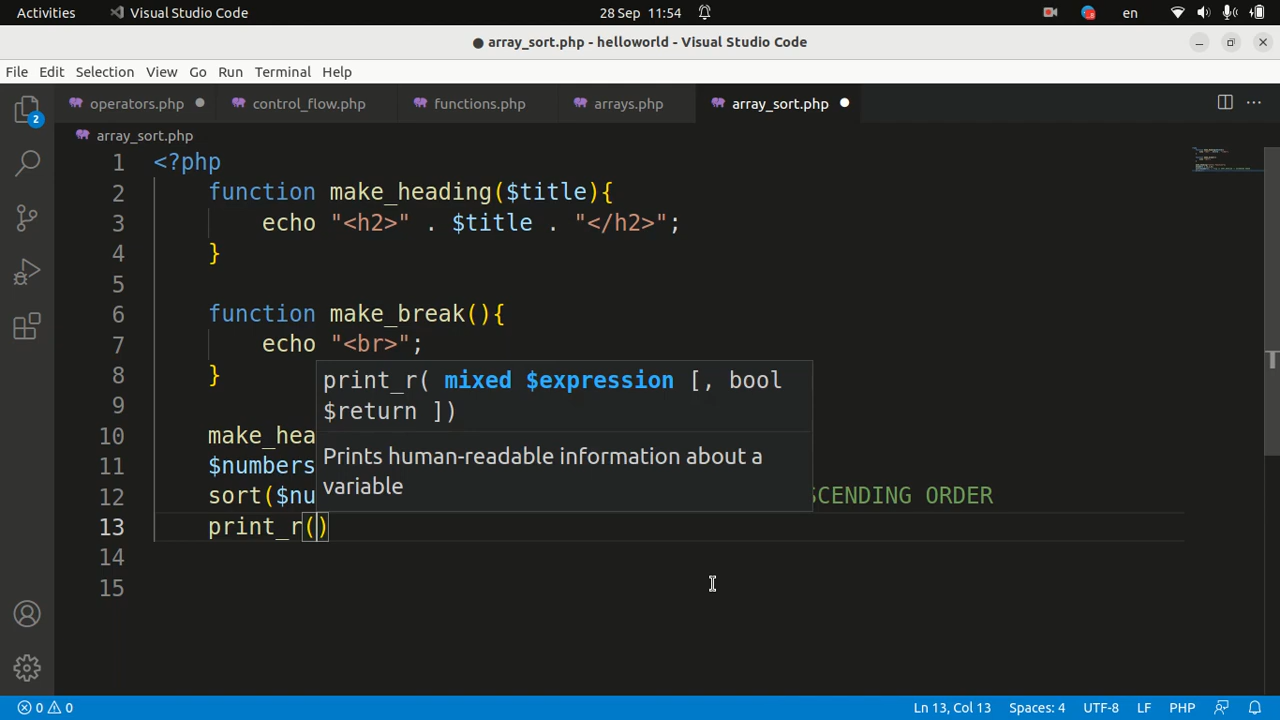 Activities Visual Studio Code 28 Sep 11:54 en
● array_sort.php - helloworld - Visual Studio Code
File Edit Selection View Go Run Terminal Help
2 operators.php control_flow.php functions.php arrays.php array_sort.php
array_sort.php
1 <?php
2 function make_heading($title){
3 echo "<h2>" . $title . "</h2>";
4 }
5
6 function make_break(){
7 echo "<br>";
8 }
print_r( mixed $expression [, bool
$return ])
Prints human-readable information about a
variable
9
10 make_hea
11 $numbers
12 sort($nu SCENDING ORDER
13 print_r()
14
15
0 0 Ln 13, Col 13 Spaces: 4 UTF-8 LF PHP